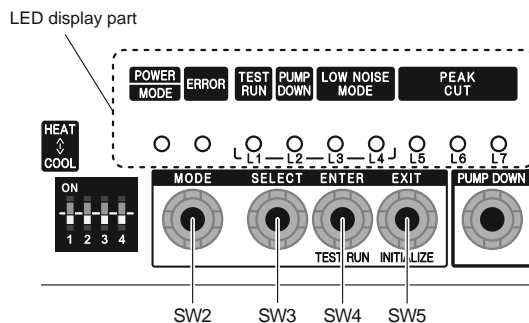 LED display part
POWER
MODE
ERROR
TEST
RUN
PUMP
DOWN
LOW NOISE
MODE
PEAK
CUT
HEAT
COOL
L1 L2 L3 L4 L5 L6 L7
ON
1 2 3 4
MODE SELECT ENTER EXIT PUMP DOWN
TEST RUN INITIALIZE
SW2 SW3 SW4 SW5